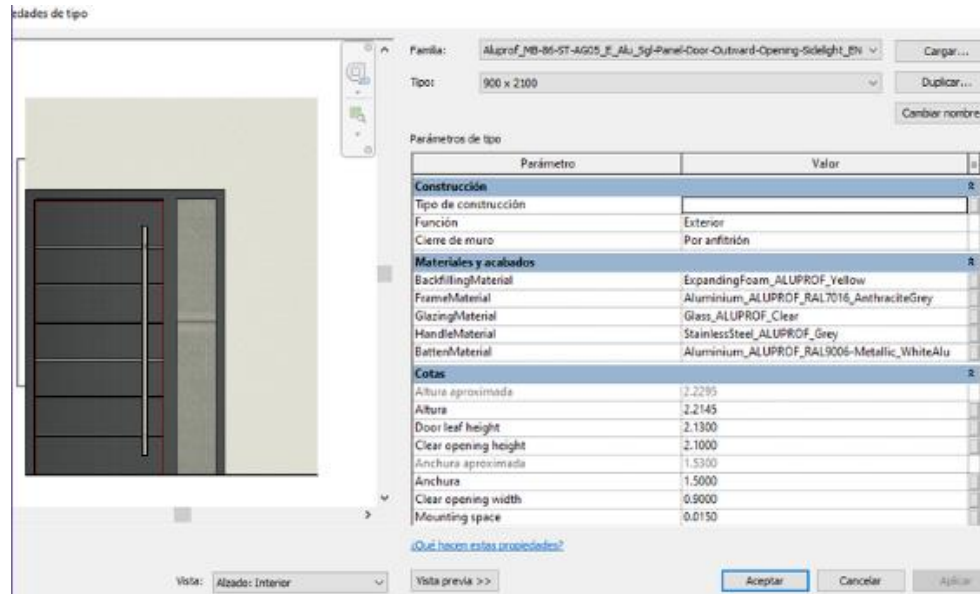 edades de tipo
Familia: Aluprof_MB-86-ST-AG05_E_Alu_Sgl-Panel-Door-Outward-Opening-Sidelight_EN Cargar...
Tipo: 900 x 2100 Duplicar...
Cambiar nombre
Parámetros de tipo
Parámetro Valor
Construcción
Tipo de construcción
Función Exterior
Cierre de muro Por anfitrión
Materiales y acabados
BackfillingMaterial ExpandingFoam_ALUPROF_Yellow
FrameMaterial Aluminium_ALUPROF_RAL7016_AnthraciteGrey
GlazingMaterial Glass_ALUPROF_Clear
HandleMaterial StainlessSteel_ALUPROF_Grey
BattenMaterial Aluminium_ALUPROF_RAL9006-Metallic_WhiteAlu
Cotas
Altura aproximada 2.2295
Altura 2.2145
Door leaf height 2.1300
Clear opening height 2.1000
Anchura aproximada 1.5300
Anchura 1.5000
Clear opening width 0.9000
Mounting space 0.0150
¿Qué hacen estas propiedades?
Vista: Alzado: Interior Vista previa >> Aceptar Cancelar Aplicar